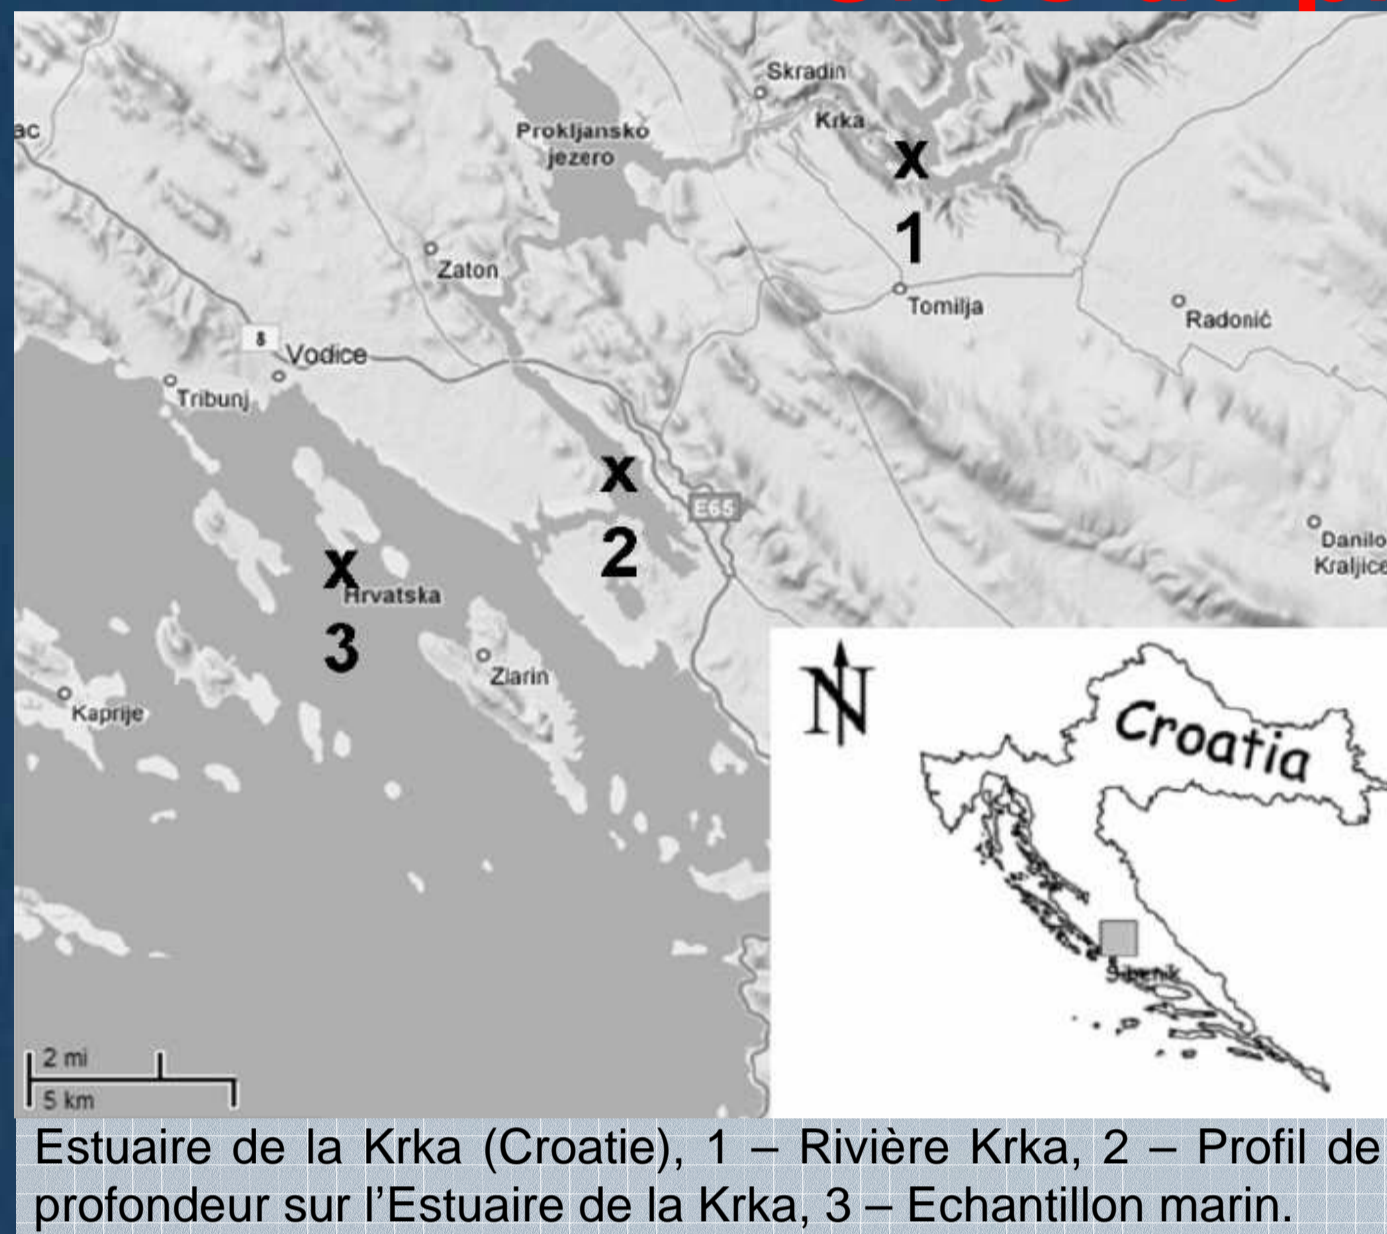 Skradin
ac
Prokljansko
jezero
Krka
x
1
Zaton
Tomilja
Radonić
8
Vodice
Tribunj
x
E65
2
Danilo
Kraljice
x
Hrvatska
3
Zlarin
Kaprije
N
Croatia
Šibenik
2 mi
5 km
Estuaire de la Krka (Croatie), 1 – Rivière Krka, 2 – Profil de
profondeur sur l'Estuaire de la Krka, 3 – Echantillon marin.